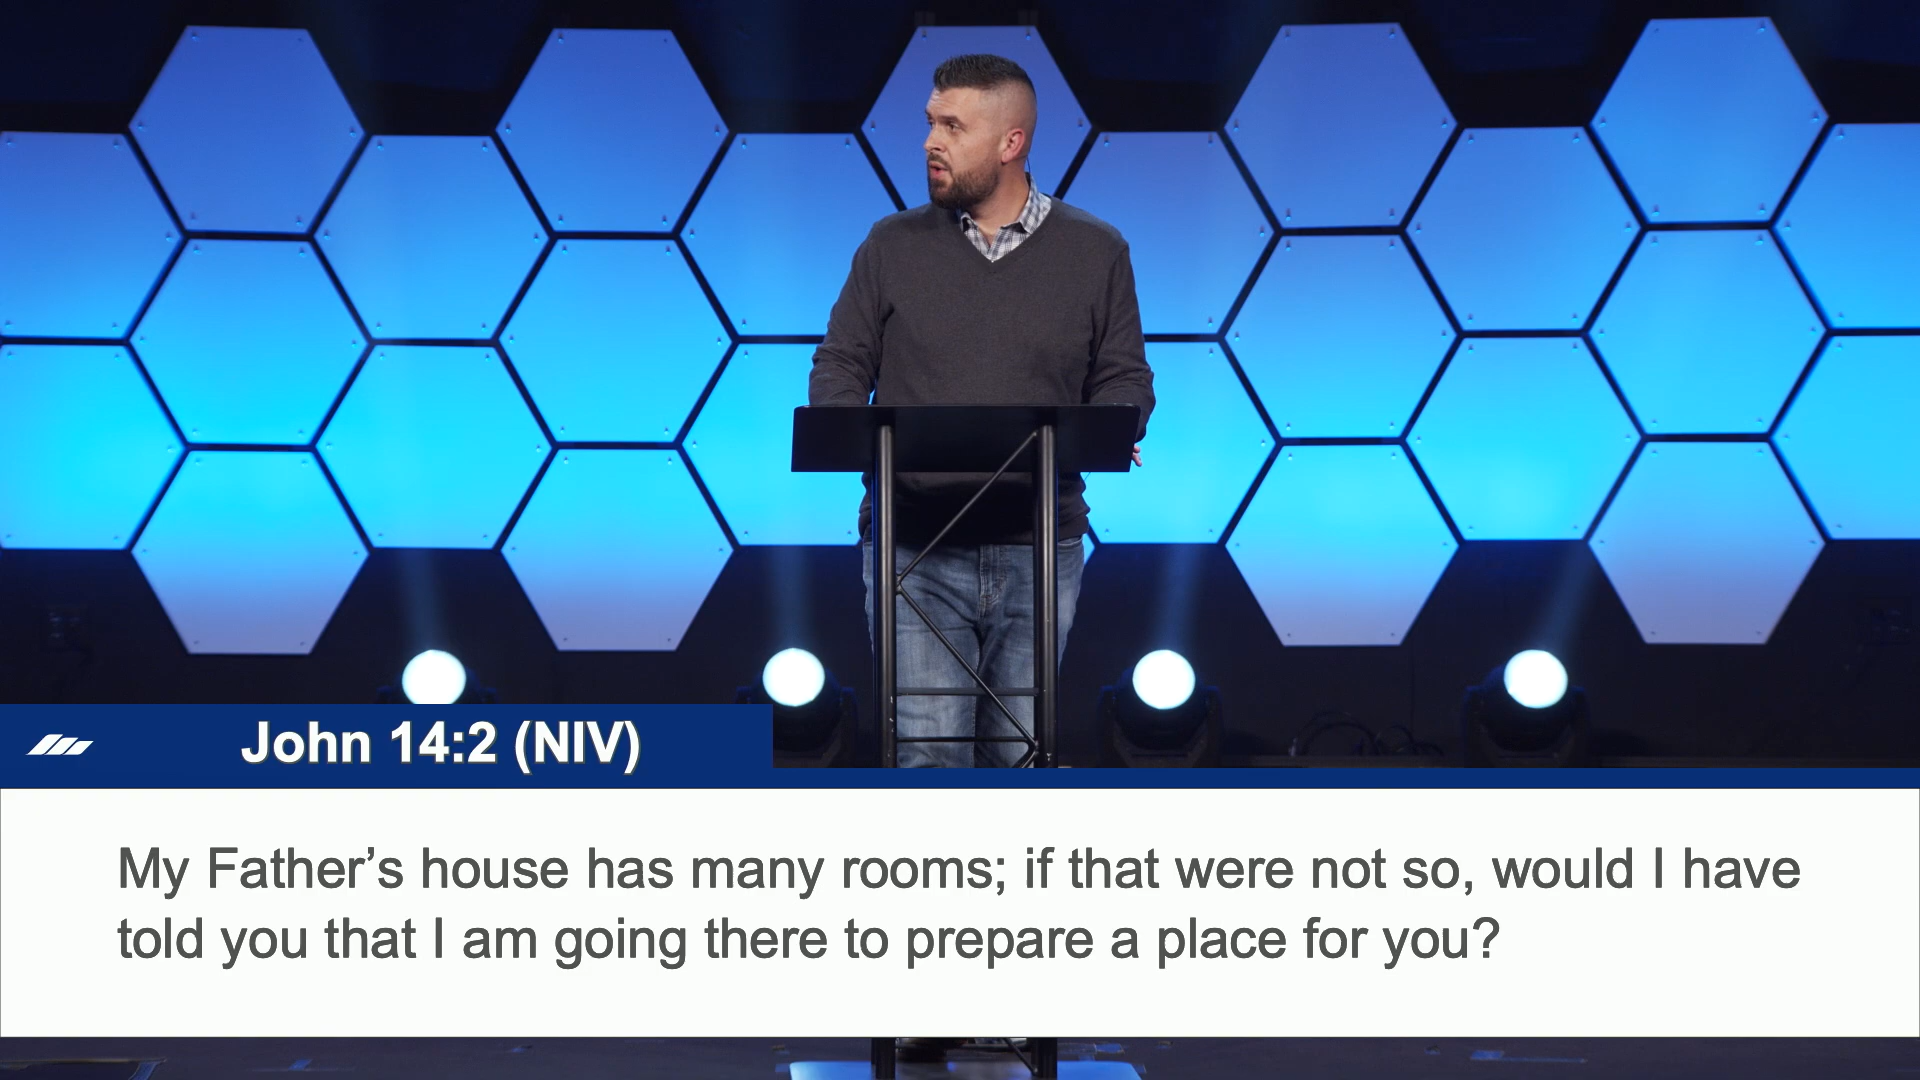 John 14:2 (NIV)
My Father’s house has many rooms; if that were not so, would I have
told you that I am going there to prepare a place for you?